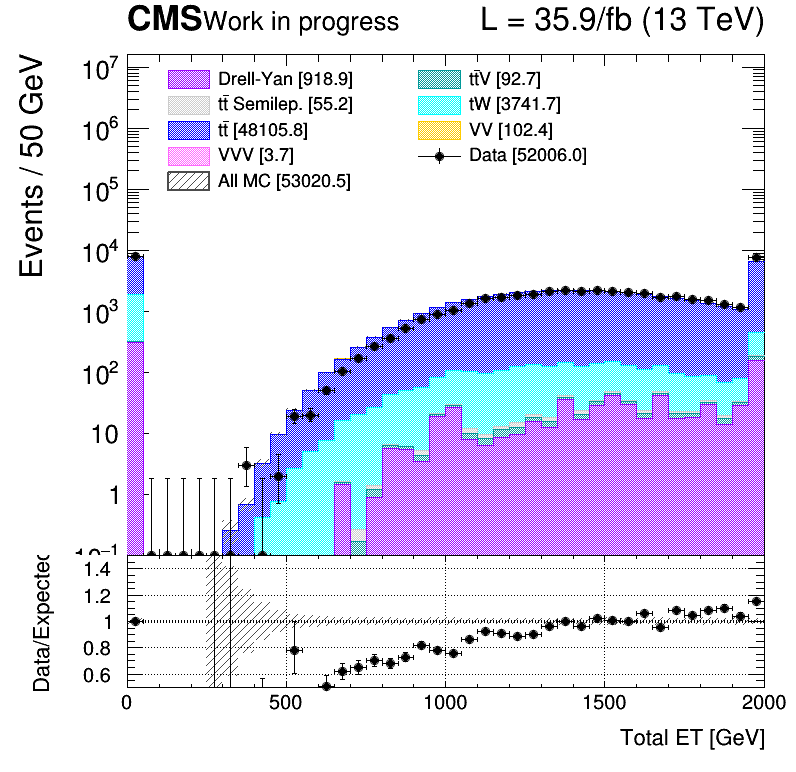 CMS Work in progress L = 35.9/fb (13 TeV)
Events / 50 GeV
10⁷
10⁶
10⁵
10⁴
10³
10²
10
1
10⁻¹
Drell-Yan [918.9]
tt̄ Semilep. [55.2]
tt̄ [48105.8]
VVV [3.7]
All MC [53020.5]
tt̄V [92.7]
tW [3741.7]
VV [102.4]
Data [52006.0]
Data/Expected
1.4
1.2
1
0.8
0.6
0 500 1000 1500 2000
Total ET [GeV]